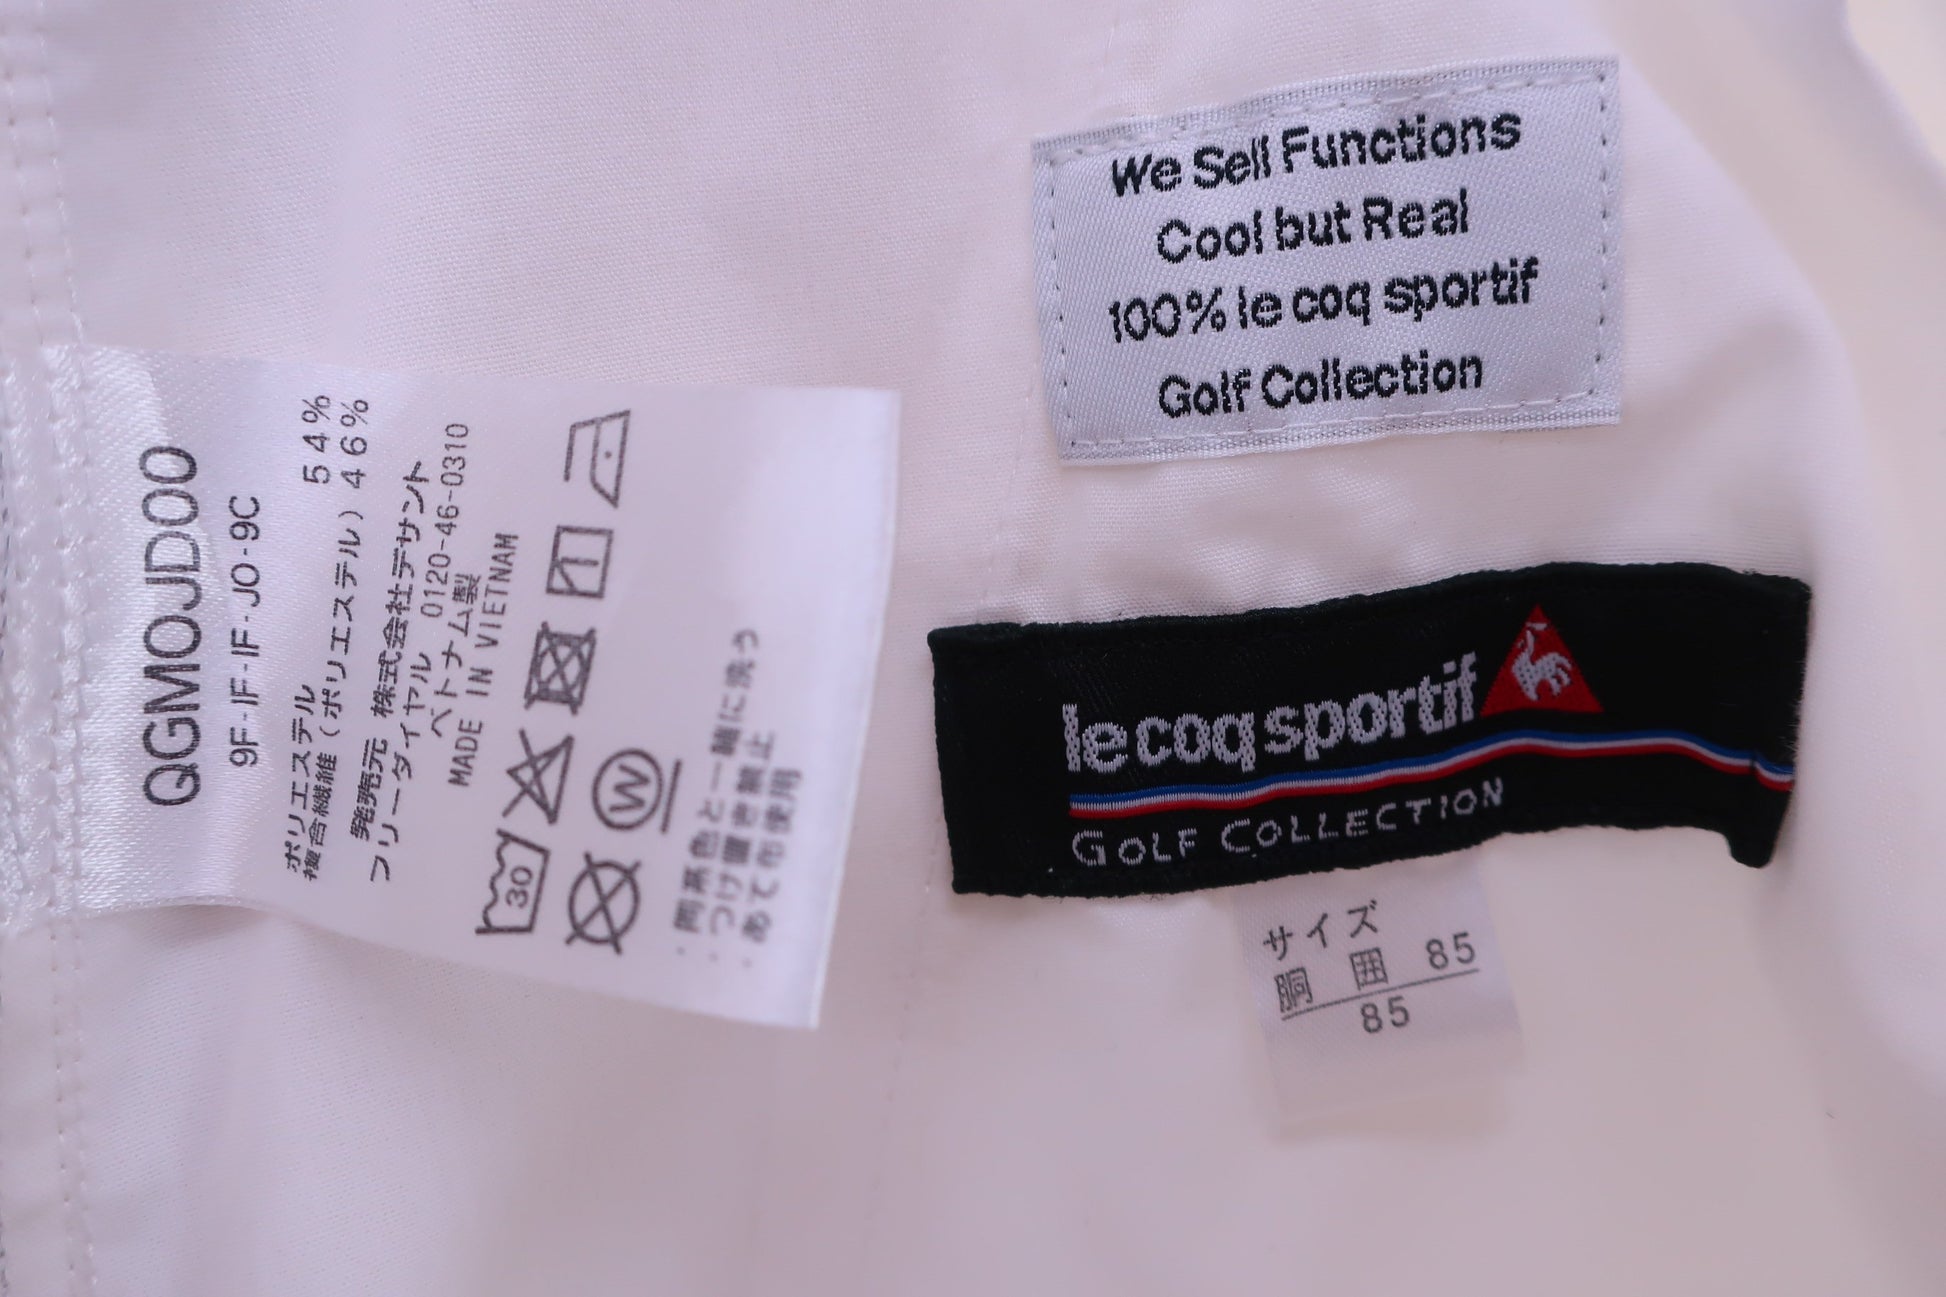 QGMOJD00
9F-IF-IF-JO-9C
ポリエステル 54%
複合繊維(ポリエステル) 46%
発売元 株式会社デサント
フリーダイヤル 0120-46-0310
ベトナム製
MADE IN VIETNAM
30
W
・同系色と一緒に洗う
・つけ置き禁止
・あて布使用
We Sell Functions
Cool but Real
100% le coq sportif
Golf Collection
le coq sportif
GOLF COLLECTION
サイズ
胴囲 85
85